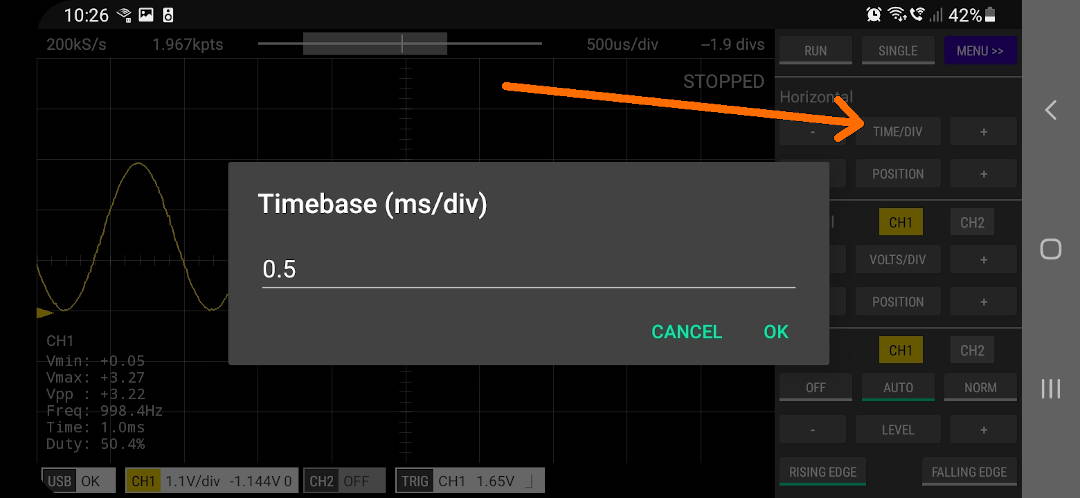 10:26
42%
200kS/s 1.967kpts 500us/div −1.9 divs
STOPPED
RUN SINGLE MENU >>
Horizontal
- TIME/DIV +
POSITION +
CH1 CH2
VOLTS/DIV +
POSITION +
CH1 CH2
OFF AUTO NORM
- LEVEL +
RISING EDGE FALLING EDGE
Timebase (ms/div)
0.5
CANCEL OK
CH1
Vmin: +0.05
Vmax: +3.27
Vpp : +3.22
Freq: 998.4Hz
Time: 1.0ms
Duty: 50.4%
USB OK CH1 1.1V/div -1.144V 0 CH2 OFF TRIG CH1 1.65V